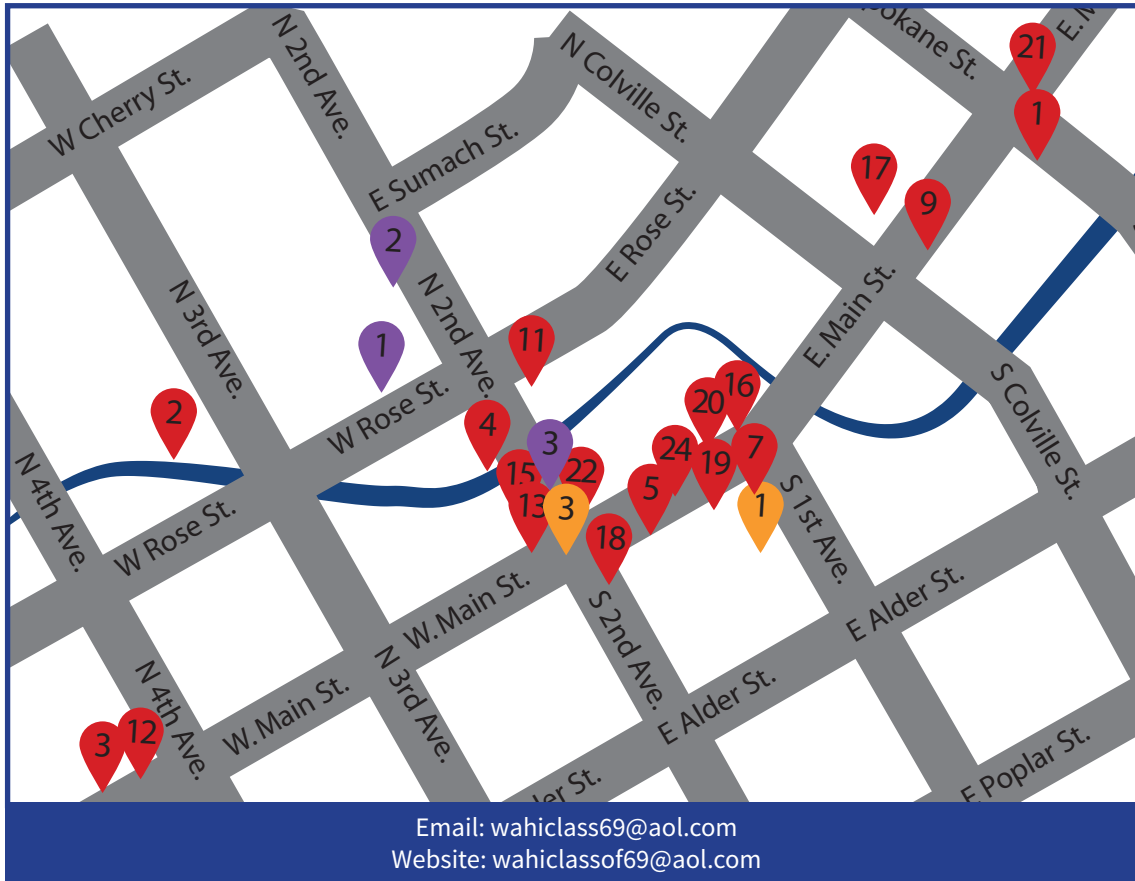 21
E. M
pokane St.
N 2nd Ave.
N Colville St.
W Cherry St.
1
E Sumach St.
17
9
2
E Rose St.
N 2nd Ave.
E. Main St.
N 3rd Ave.
1
11
W Rose St.
2
4
3
16
20
S Colville St.
N 4th Ave.
15
22
24
19
7
5
13
3
1
18
S 1st Ave.
W Rose St.
W. Main St.
S 2nd Ave.
E Alder St.
N 3rd Ave.
N 4th Ave.
W. Main St.
E Alder St.
3
12
ler St.
E Poplar St.
Email: wahiclass69@aol.com
Website: wahiclassof69@aol.com